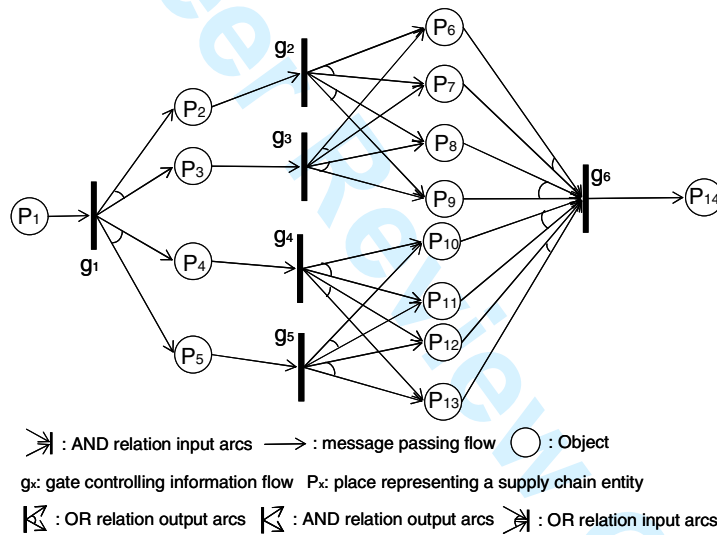 P6
g2
P7
P2
g3
P8
P3
g6
P9
P1
P14
g1
g4
P10
P4
P11
g5
P12
P5
P13
: AND relation input arcs : message passing flow : Object
gx: gate controlling information flow Px: place representing a supply chain entity
: OR relation output arcs : AND relation output arcs : OR relation input arcs
er Review O